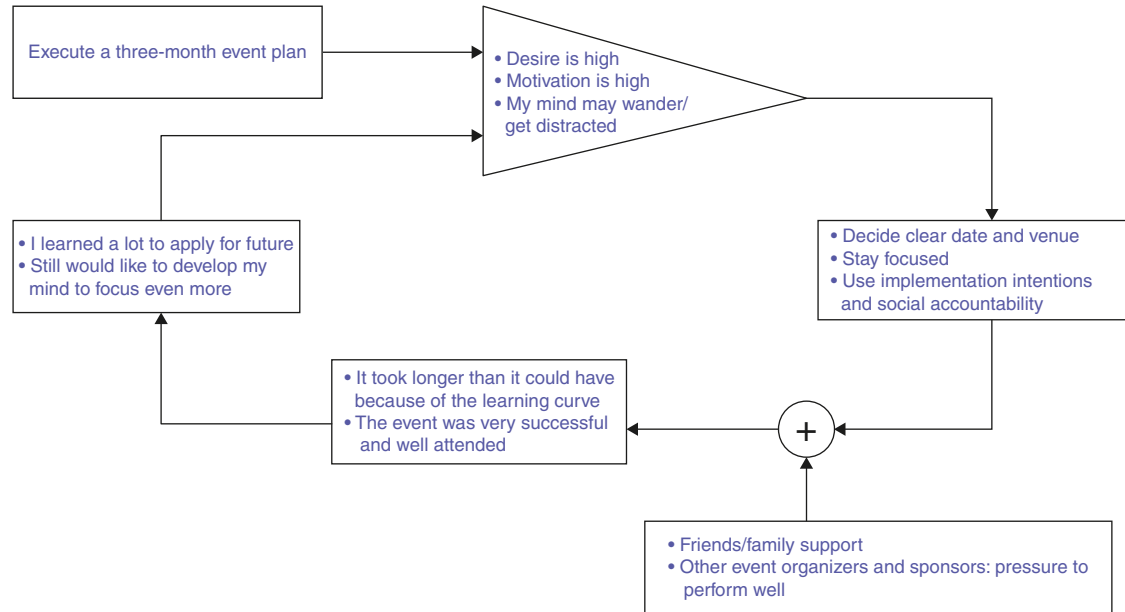 Execute a three-month event plan
• Desire is high
• Motivation is high
• My mind may wander/
get distracted
• Decide clear date and venue
• Stay focused
• Use implementation intentions
and social accountability
+
• Friends/family support
• Other event organizers and sponsors: pressure to
perform well
• It took longer than it could have
because of the learning curve
• The event was very successful
and well attended
• I learned a lot to apply for future
• Still would like to develop my
mind to focus even more